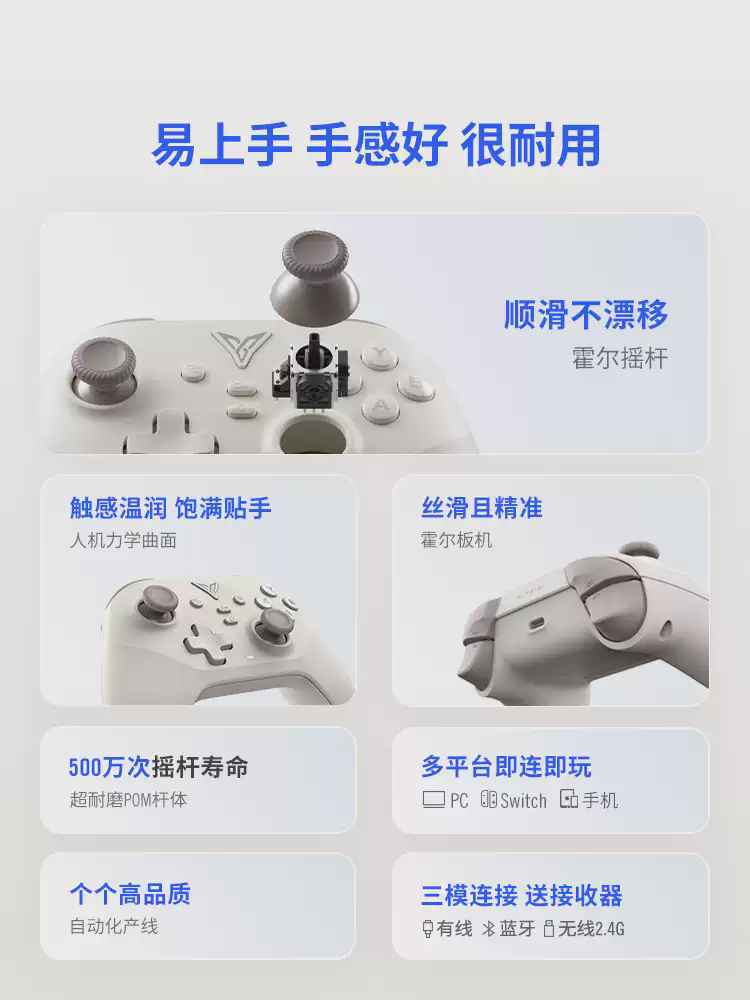 易上手 手感好 很耐用
顺滑不漂移
霍尔摇杆
Y
B
A
触感温润 饱满贴手
人机力学曲面
丝滑且精准
霍尔板机
500万次摇杆寿命
超耐磨POM杆体
多平台即连即玩
PC Switch 手机
个个高品质
自动化产线
三模连接 送接收器
有线 蓝牙 无线2.4G